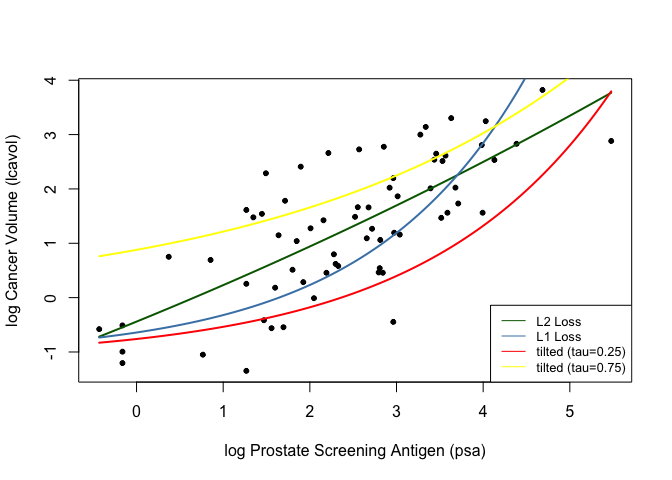 4
3
2
1
0
-1
log Cancer Volume (lcavol)
L2 Loss
L1 Loss
tilted (tau=0.25)
tilted (tau=0.75)
0 1 2 3 4 5
log Prostate Screening Antigen (psa)